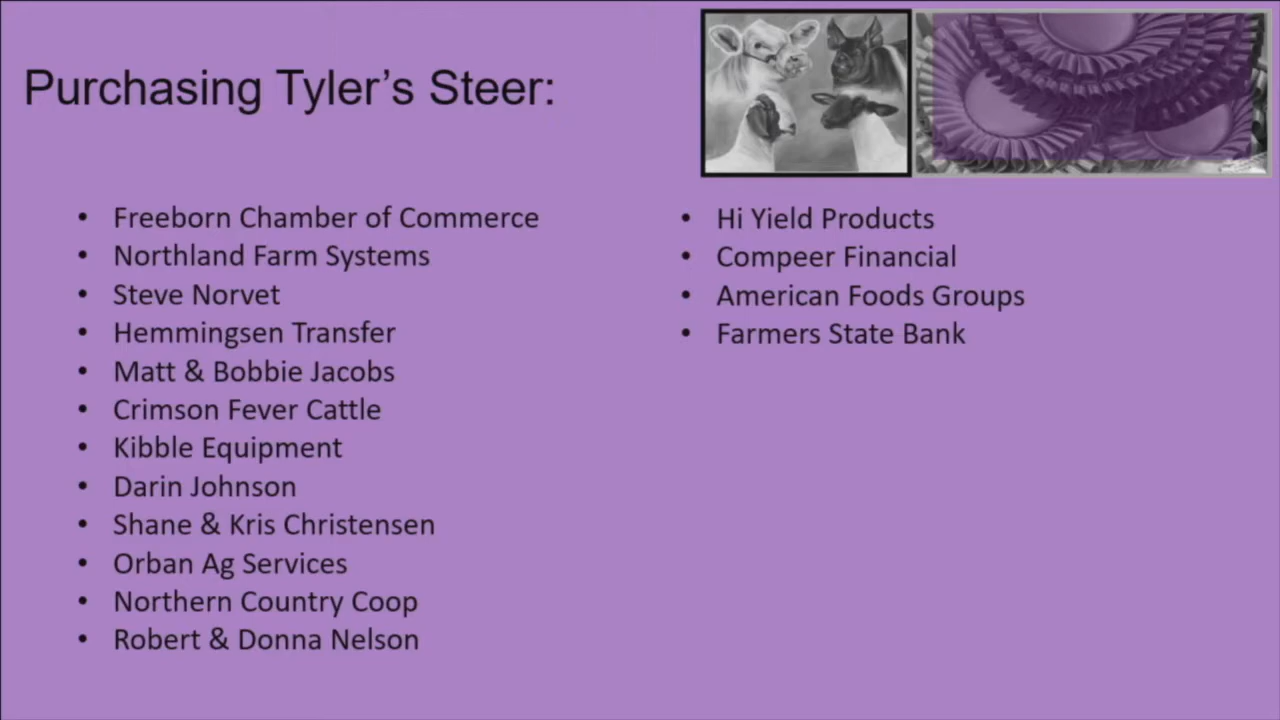 Purchasing Tyler's Steer:
• Freeborn Chamber of Commerce
• Northland Farm Systems
• Steve Norvet
• Hemmingsen Transfer
• Matt & Bobbie Jacobs
• Crimson Fever Cattle
• Kibble Equipment
• Darin Johnson
• Shane & Kris Christensen
• Orban Ag Services
• Northern Country Coop
• Robert & Donna Nelson
• Hi Yield Products
• Compeer Financial
• American Foods Groups
• Farmers State Bank